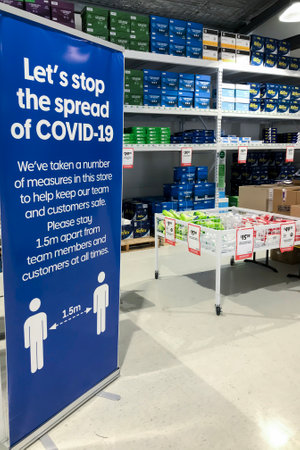 Let's stop
the spread
of COVID-19
We've taken a number
of measures in this store
to help keep our team
and customers safe.
Please stay
1.5m apart from
team members and
customers at all times.
1.5m